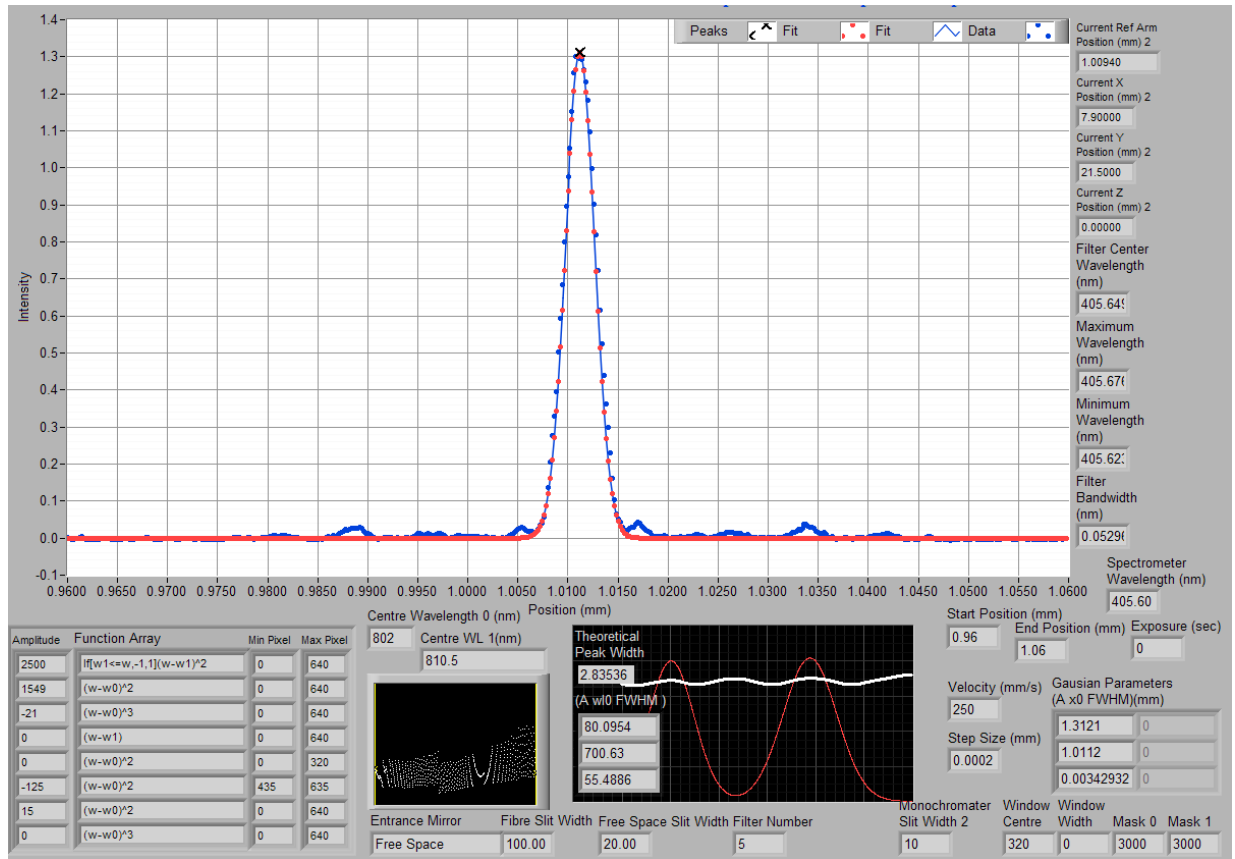 Peaks Fit Fit Data
1.4
1.3
1.2
1.1
1.0
0.9
0.8
0.7
0.6
0.5
0.4
0.3
0.2
0.1
0.0
-0.1
Intensity
0.9600 0.9650 0.9700 0.9750 0.9800 0.9850 0.9900 0.9950 1.0000 1.0050 1.0100 1.0150 1.0200 1.0250 1.0300 1.0350 1.0400 1.0450 1.0500 1.0550 1.0600
Position (mm)
Current Ref Arm
Position (mm) 2
1.00940
Current X
Position (mm) 2
7.90000
Current Y
Position (mm) 2
21.5000
Current Z
Position (mm) 2
0.00000
Filter Center
Wavelength
(nm)
405.649
Maximum
Wavelength
(nm)
405.676
Minimum
Wavelength
(nm)
Filter
Bandwidth
(nm)
0.0529
Spectrometer
Wavelength (nm)
405.60
Amplitude Function Array Min Pixel Max Pixel
2500 If[w1<=w,-1,1](w-w1)^2 0 640
1549 (w-w0)^2 0 640
-21 (w-w0)^3 0 640
0 (w-w1) 0 640
0 (w-w0)^2 0 320
-125 (w-w0)^2 435 635
15 (w-w0)^2 0 640
0 (w-w0)^3 0 640
Centre Wavelength 0 (nm)
802
Centre WL 1(nm)
810.5
Entrance Mirror
Free Space
Fibre Slit Width
100.00
Free Space Slit Width
20.00
Filter Number
5
Theoretical
Peak Width
2.83536
(A wl0 FWHM )
80.0954
700.63
55.4886
Start Position (mm)
0.96
End Position (mm)
1.06
Exposure (sec)
0
Velocity (mm/s)
250
Step Size (mm)
0.0002
Gausian Parameters
(A x0 FWHM)(mm)
1.3121 0
1.0112 0
0.00342932 0
Monochromater
Slit Width 2
10
Window
Centre
320
Window
Width
0
Mask 0
3000
Mask 1
3000